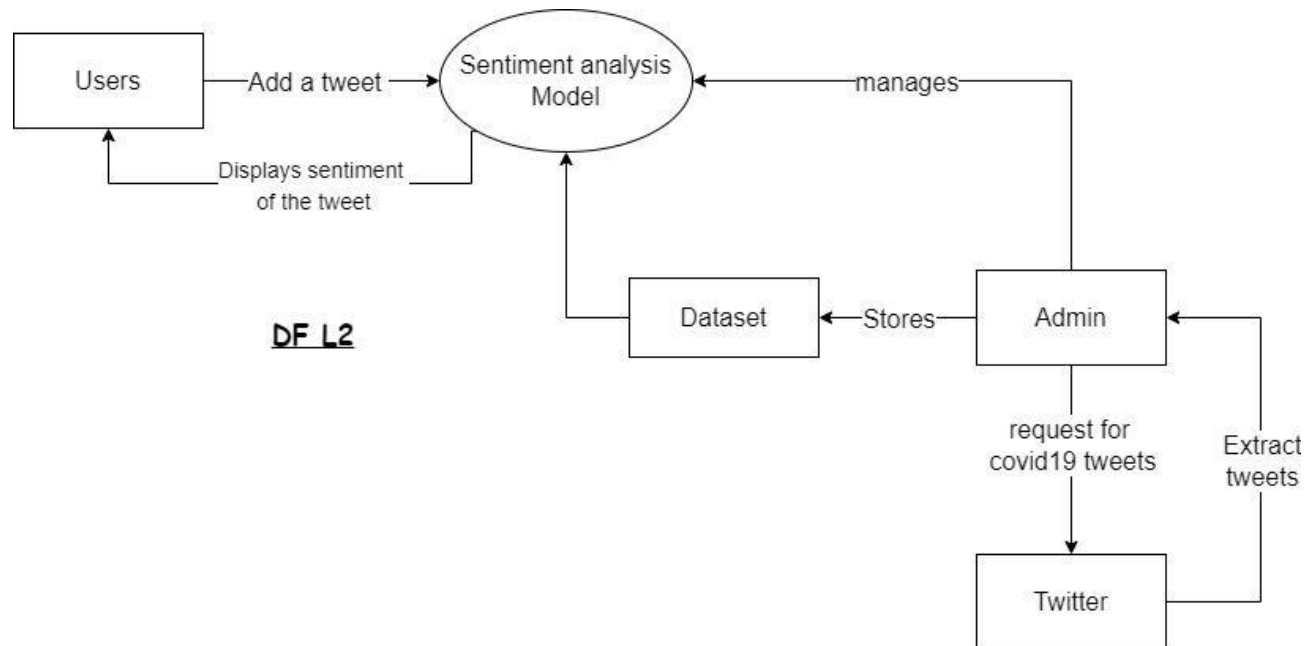 Users
Add a tweet
Sentiment analysis
Model
manages
Displays sentiment
of the tweet
DF L2
Dataset
Stores
Admin
request for
covid19 tweets
Extract
tweets
Twitter